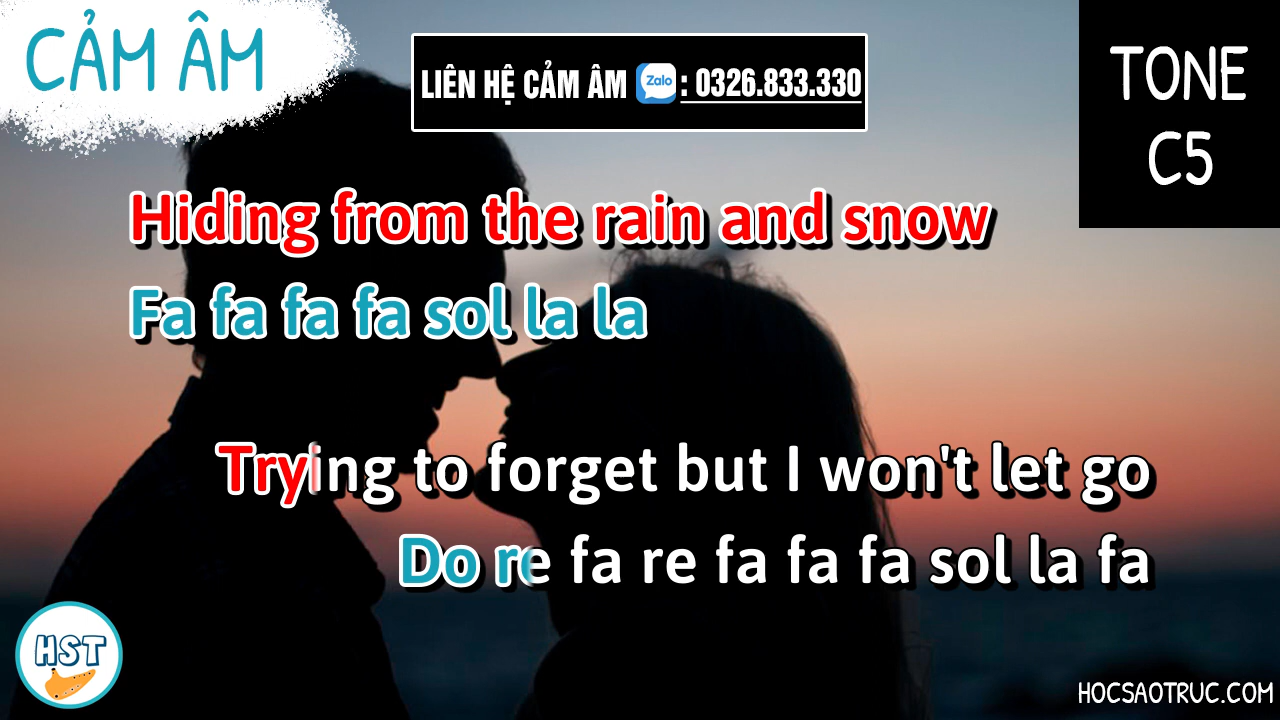 CẢM ÂM
LIÊN HỆ CẢM ÂM Zalo : 0326.833.330
TONE
C5
Hiding from the rain and snow
Fa fa fa fa sol la la
Trying to forget but I won't let go
Do re fa re fa fa fa sol la fa
HST
HOCSAOTRUC.COM